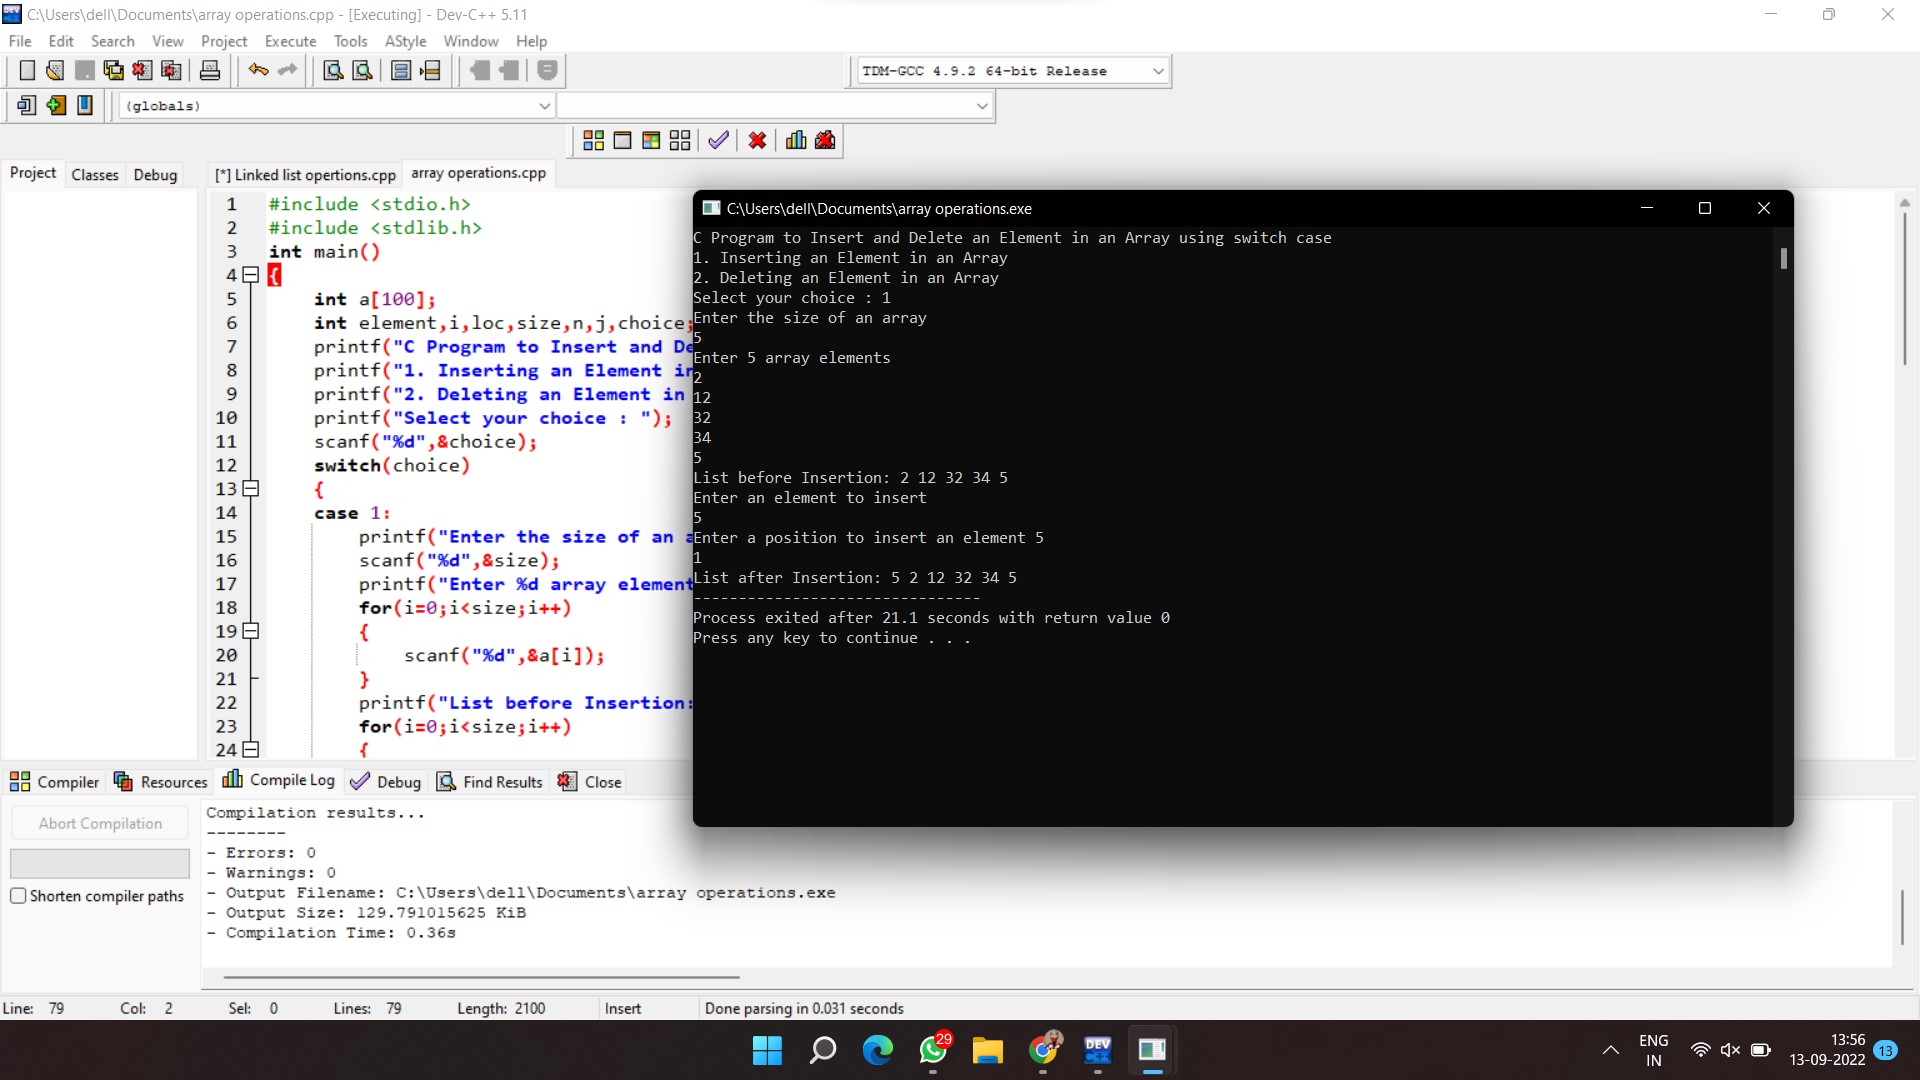 C:\Users\dell\Documents\array operations.cpp - [Executing] - Dev-C++ 5.11
File Edit Search View Project Execute Tools AStyle Window Help
TDM-GCC 4.9.2 64-bit Release
(globals)
Project Classes Debug
[*] Linked list opertions.cpp array operations.cpp
1 #include <stdio.h>
2 #include <stdlib.h>
3 int main()
4 {
5 int a[100];
6 int element,i,loc,size,n,j,choice;
7 printf("C Program to Insert and De
8 printf("1. Inserting an Element in
9 printf("2. Deleting an Element in
10 printf("Select your choice : ");
11 scanf("%d",&choice);
12 switch(choice)
13 {
14 case 1:
15 printf("Enter the size of an a
16 scanf("%d",&size);
17 printf("Enter %d array element
18 for(i=0;i<size;i++)
19 {
20 scanf("%d",&a[i]);
21 }
22 printf("List before Insertion:
23 for(i=0;i<size;i++)
24 {
C:\Users\dell\Documents\array operations.exe
C Program to Insert and Delete an Element in an Array using switch case
1. Inserting an Element in an Array
2. Deleting an Element in an Array
Select your choice : 1
Enter the size of an array
5
Enter 5 array elements
2
12
32
34
5
List before Insertion: 2 12 32 34 5
Enter an element to insert
5
Enter a position to insert an element 5
1
List after Insertion: 5 2 12 32 34 5
--------------------------------
Process exited after 21.1 seconds with return value 0
Press any key to continue . . .
Compiler Resources Compile Log Debug Find Results Close
Abort Compilation
Shorten compiler paths
Compilation results...
--------
- Errors: 0
- Warnings: 0
- Output Filename: C:\Users\dell\Documents\array operations.exe
- Output Size: 129.791015625 KiB
- Compilation Time: 0.36s
Line: 79 Col: 2 Sel: 0 Lines: 79 Length: 2100 Insert Done parsing in 0.031 seconds
29
DEV
C++
ENG
IN
13:56
13-09-2022
13